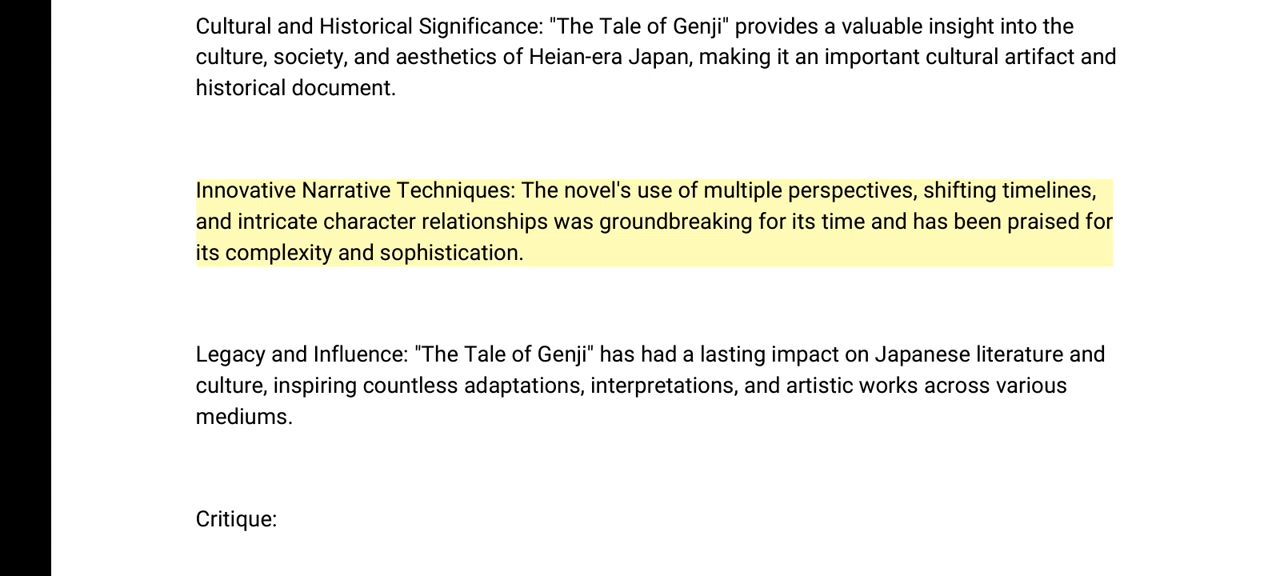 Cultural and Historical Significance: "The Tale of Genji" provides a valuable insight into the
culture, society, and aesthetics of Heian-era Japan, making it an important cultural artifact and
historical document.
Innovative Narrative Techniques: The novel's use of multiple perspectives, shifting timelines,
and intricate character relationships was groundbreaking for its time and has been praised for
its complexity and sophistication.
Legacy and Influence: "The Tale of Genji" has had a lasting impact on Japanese literature and
culture, inspiring countless adaptations, interpretations, and artistic works across various
mediums.
Critique: